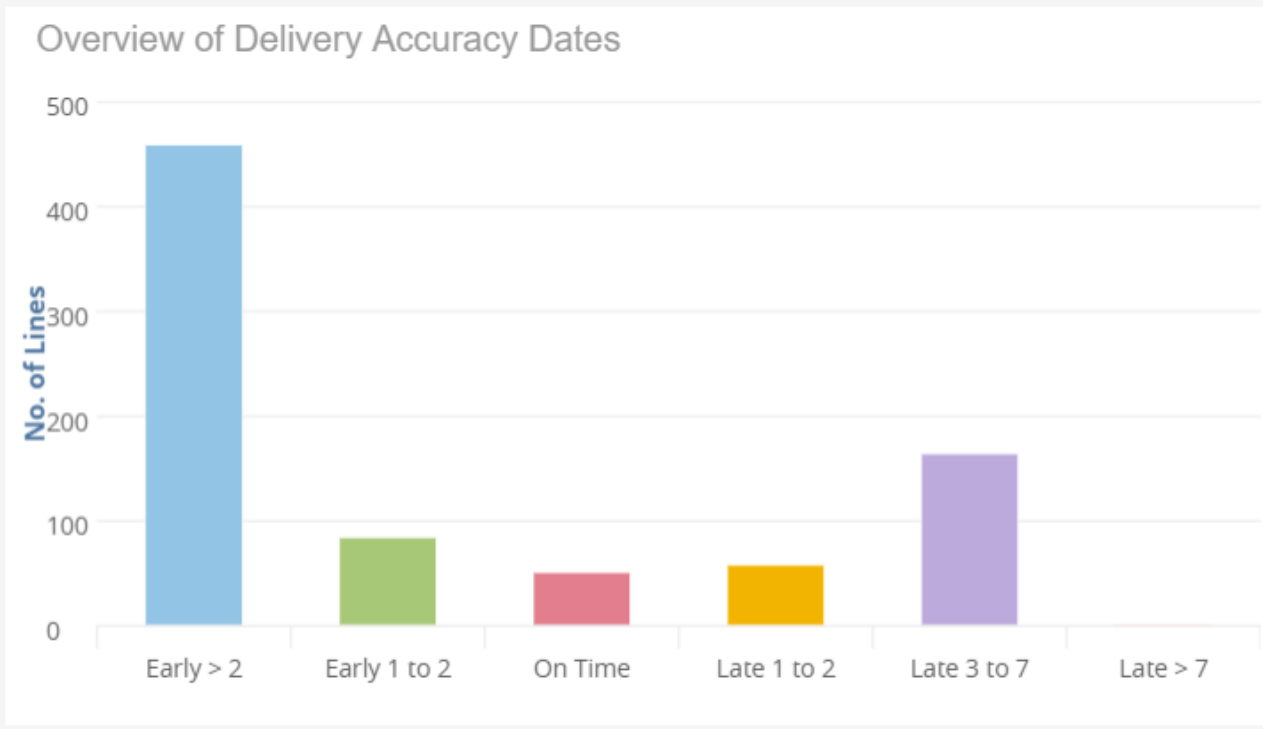 Overview of Delivery Accuracy Dates
500
400
300
200
100
0
No. of Lines
Early > 2
Early 1 to 2
On Time
Late 1 to 2
Late 3 to 7
Late > 7